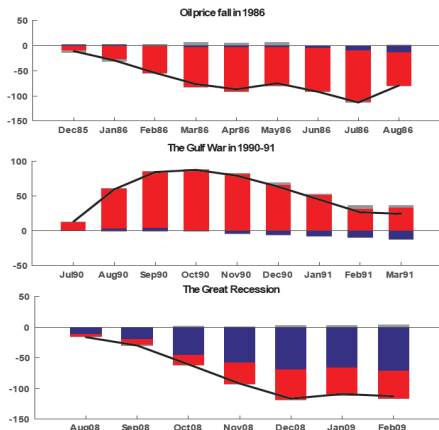 Oil price fall in 1986
50
0
-50
-100
-150
Dec85 Jan86 Feb86 Mar86 Apr86 May86 Jun86 Jul86 Aug86
The Gulf War in 1990-91
100
50
0
-50
Jul90 Aug90 Sep90 Oct90 Nov90 Dec90 Jan91 Feb91 Mar91
The Great Recession
50
0
-50
-100
-150
Aug08 Sep08 Oct08 Nov08 Dec08 Jan09 Feb09